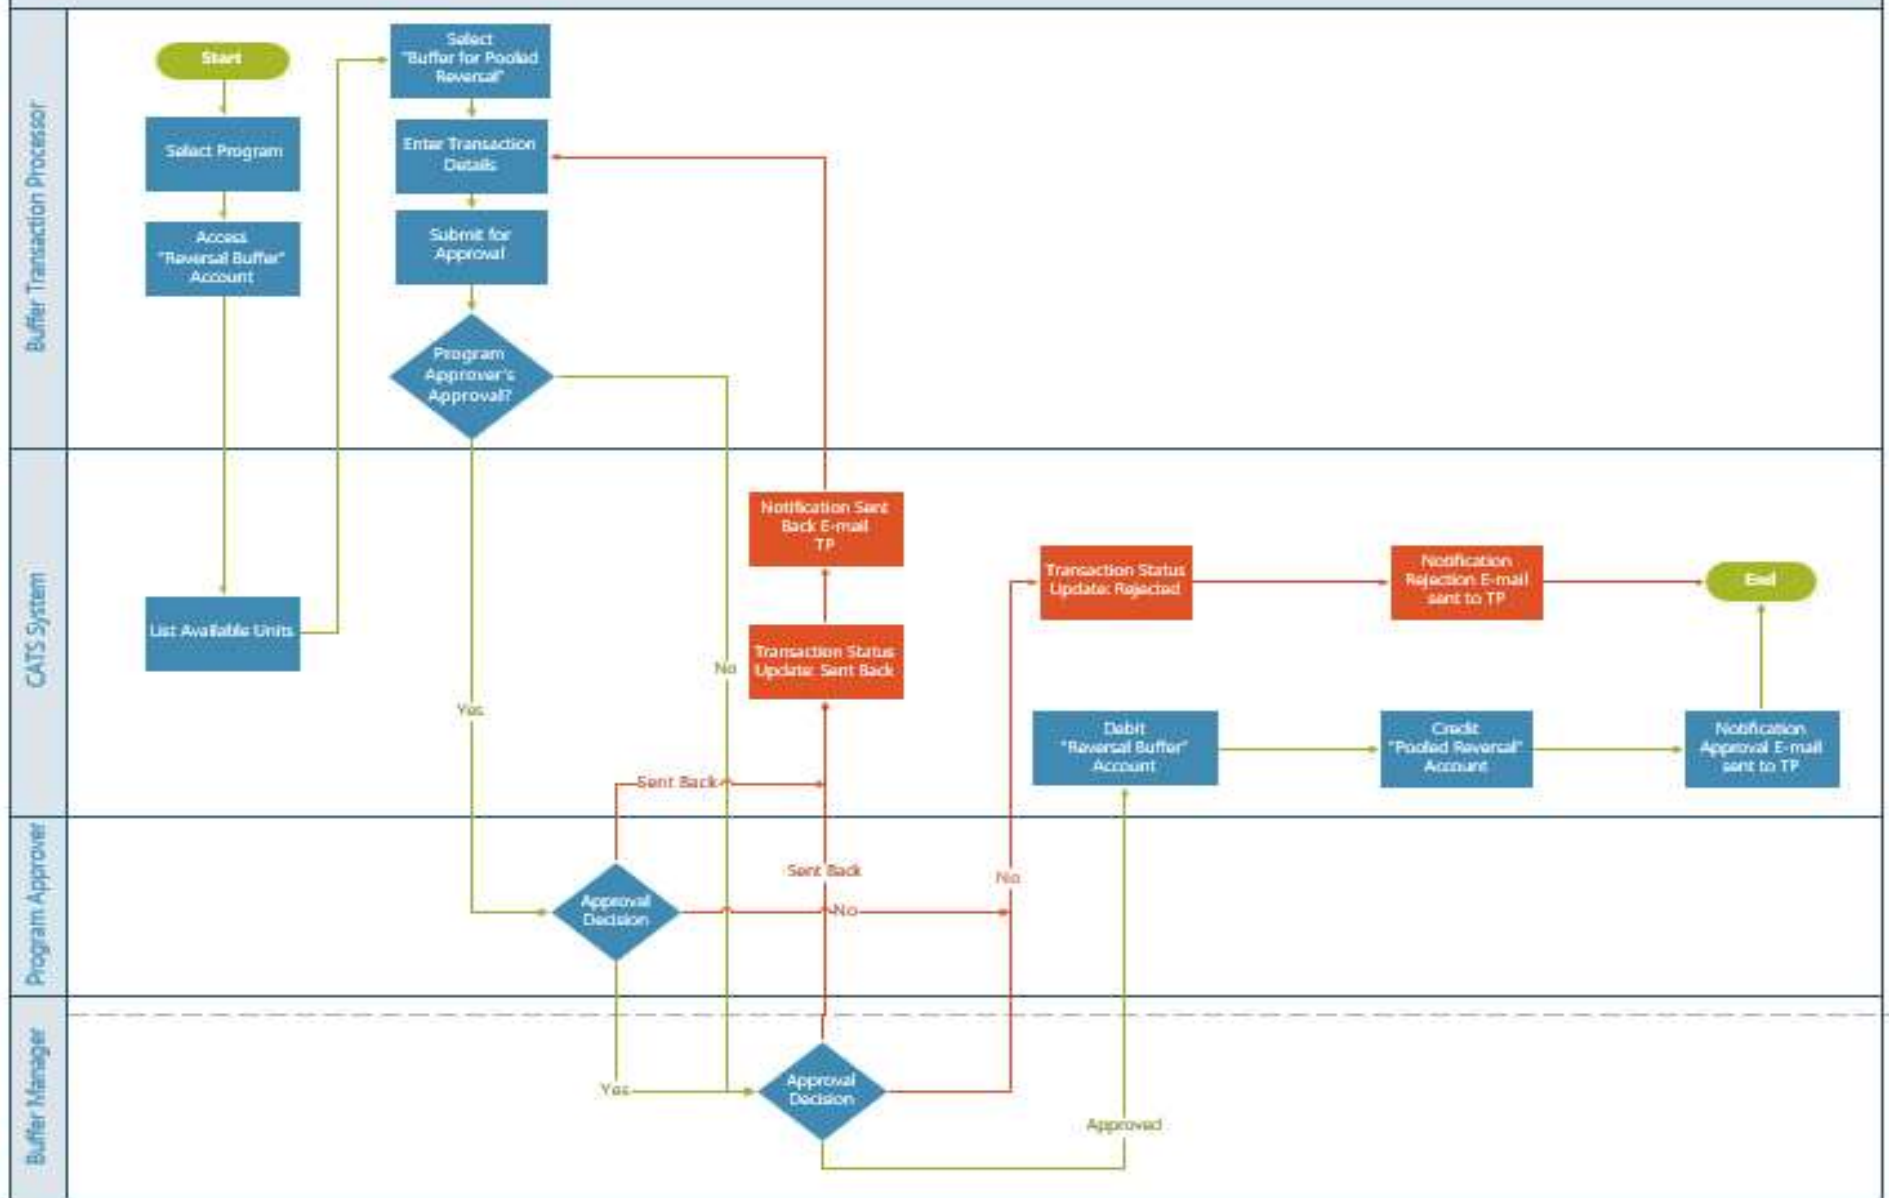 Buffer Transaction Processor
Start
Select Program
Access
"Reversal Buffer"
Account
Select
"Buffer for Pooled
Reversal"
Enter Transaction
Details
Submit for
Approval
Program
Approver's
Approval?
CATS System
List Available Units
Yes
No
Notification Sent
Back E-mail
TP
Transaction Status
Update: Sent Back
Sent Back
Transaction Status
Update: Rejected
Notification
Rejection E-mail
sent to TP
End
Debit
"Reversal Buffer"
Account
Credit
"Pooled Reversal"
Account
Notification
Approval E-mail
sent to TP
Program Approver
Approval
Decision
Sent Back
No
No
Buffer Manager
Yes
Approval
Decision
Approved